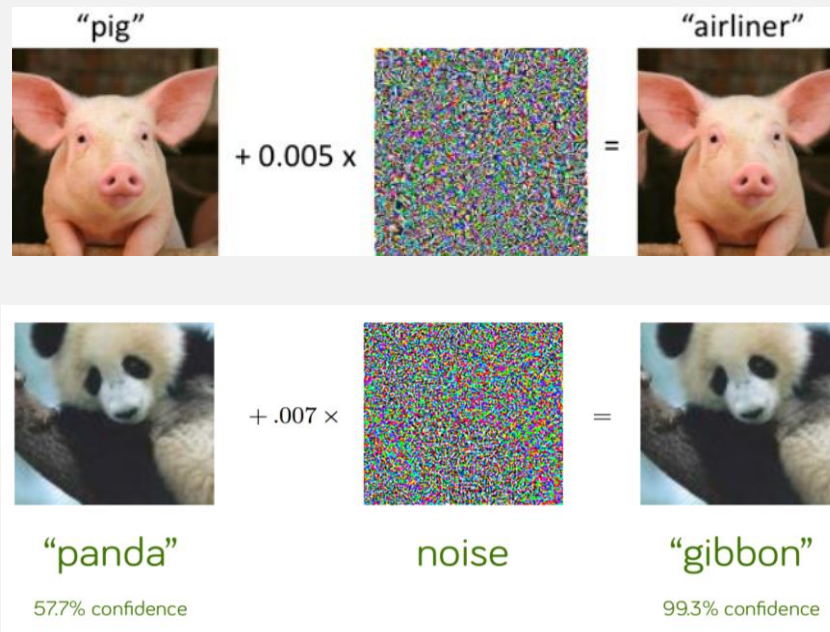 “pig”
“airliner”
+ 0.005 x
=
+ .007 ×
=
“panda”
noise
“gibbon”
57.7% confidence
99.3% confidence